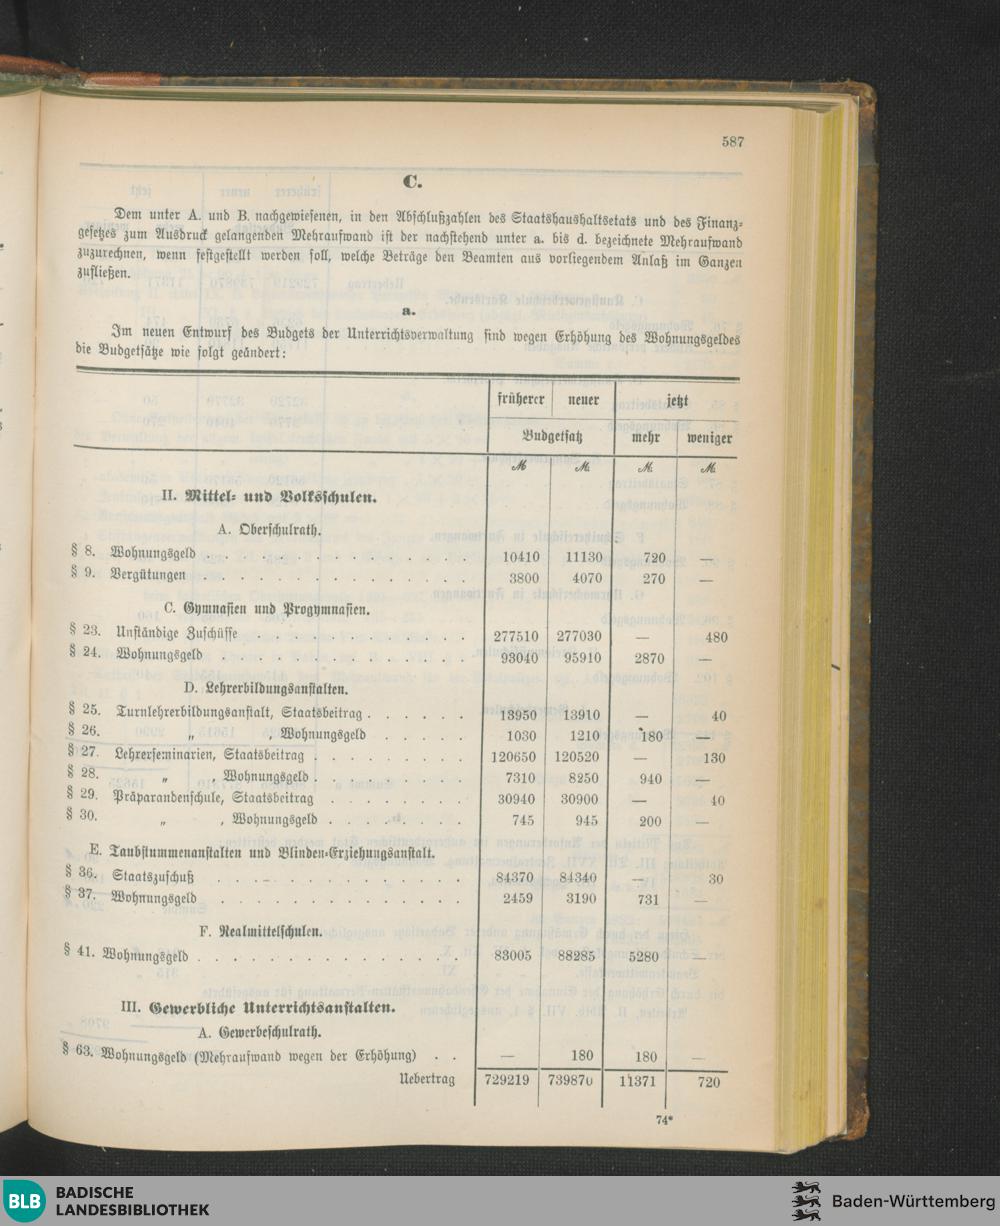 587
C.
Dem unter A. und B. nachgewiesenen, in den Abschlußzahlen des Staatshaushaltsetats und des Finanz-
gesetzes zum Ausdruck gelangenden Mehraufwand ist der nachstehend unter a. bis d. bezeichnete Mehraufwand
zuzurechnen, wenn festgestellt werden soll, welche Beträge den Beamten aus vorliegendem Anlaß im Ganzen
zufließen.
a.
Im neuen Entwurf des Budgets der Unterrichtsverwaltung sind wegen Erhöhung des Wohnungsgeldes
die Budgetsätze wie folgt geändert:
früherer neuer jetzt
Budgetsatz mehr weniger
M. M. M. M.
II. Mittel- und Volksschulen.
A. Oberschulrath.
§ 8. Wohnungsgeld . . . . . . . . . . . . 10410 11130 720 —
§ 9. Vergütungen . . . . . . . . . . . . . 3800 4070 270 —
C. Gymnasien und Progymnasien.
§ 23. Unständige Zuschüsse . . . . . . . . . . 277510 277030 — 480
§ 24. Wohnungsgeld . . . . . . . . . . . . 93040 95910 2870 —
D. Lehrerbildungsanstalten.
§ 25. Turnlehrerbildungsanstalt, Staatsbeitrag . . . . . . 13950 13910 — 40
§ 26. „ , Wohnungsgeld . . . . . 1030 1210 180 —
§ 27. Lehrerseminarien, Staatsbeitrag . . . . . . . . 120650 120520 — 130
§ 28. „ , Wohnungsgeld . . . . . . . . 7310 8250 940 —
§ 29. Präparandenschule, Staatsbeitrag . . . . . . . 30940 30900 — 40
§ 30. „ , Wohnungsgeld . . . . . . . 745 945 200 —
E. Taubstummenanstalten und Blinden-Erziehungsanstalt.
§ 36. Staatszuschuß . . . . . . . . . . . . 84370 84340 — 30
§ 37. Wohnungsgeld . . . . . . . . . . . . 2459 3190 731 —
F. Realmittelschulen.
§ 41. Wohnungsgeld . . . . . . . . . . . . . 83005 88285 5280 —
III. Gewerbliche Unterrichtsanstalten.
A. Gewerbeschulrath.
§ 63. Wohnungsgeld (Mehraufwand wegen der Erhöhung) . . — 180 180 —
Uebertrag 729219 739870 11371 720
74*
BLB BADISCHE
LANDESBIBLIOTHEK
Baden-Württemberg